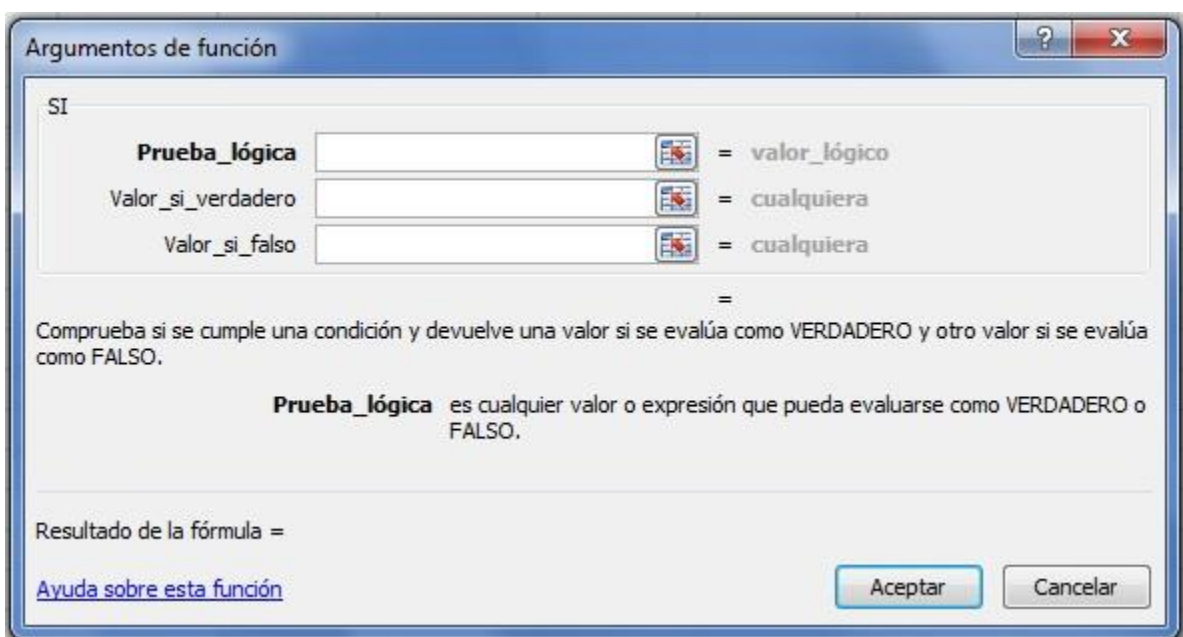 Argumentos de función
?
X
SI
Prueba_lógica = valor_lógico
Valor_si_verdadero = cualquiera
Valor_si_falso = cualquiera
=
Comprueba si se cumple una condición y devuelve una valor si se evalúa como VERDADERO y otro valor si se evalúa
como FALSO.
Prueba_lógica es cualquier valor o expresión que pueda evaluarse como VERDADERO o
FALSO.
Resultado de la fórmula =
Ayuda sobre esta función
Aceptar
Cancelar